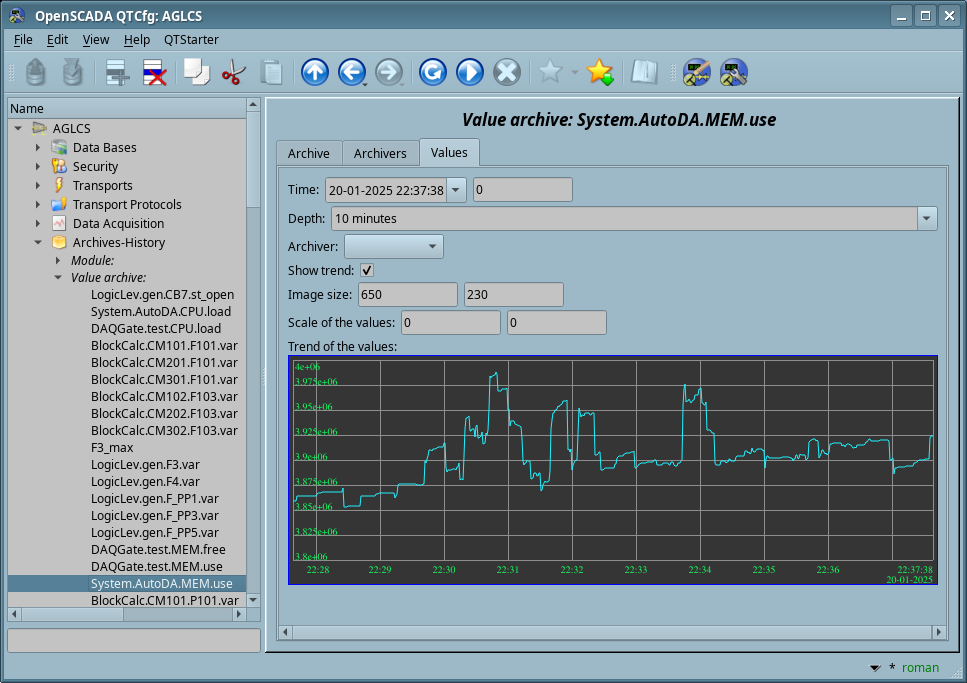 OpenSCADA QTCfg: AGLCS
File Edit View Help QTStarter
Name
AGLCS
Data Bases
Security
Transports
Transport Protocols
Data Acquisition
Archives-History
Module:
Value archive:
LogicLev.gen.CB7.st_open
System.AutoDA.CPU.load
DAQGate.test.CPU.load
BlockCalc.CM101.F101.var
BlockCalc.CM201.F101.var
BlockCalc.CM301.F101.var
BlockCalc.CM102.F103.var
BlockCalc.CM202.F103.var
BlockCalc.CM302.F103.var
F3_max
LogicLev.gen.F3.var
LogicLev.gen.F4.var
LogicLev.gen.F_PP1.var
LogicLev.gen.F_PP3.var
LogicLev.gen.F_PP5.var
DAQGate.test.MEM.free
DAQGate.test.MEM.use
System.AutoDA.MEM.use
BlockCalc.CM101.P101.var
Value archive: System.AutoDA.MEM.use
Archive Archivers Values
Time: 20-01-2025 22:37:38 0
Depth: 10 minutes
Archiver:
Show trend:
Image size: 650 230
Scale of the values: 0 0
Trend of the values:
4e+06
3.975e+06
3.95e+06
3.925e+06
3.9e+06
3.875e+06
3.85e+06
3.825e+06
3.8e+06
22:28 22:29 22:30 22:31 22:32 22:33 22:34 22:35 22:36 22:37:38
20-01-2025
* roman